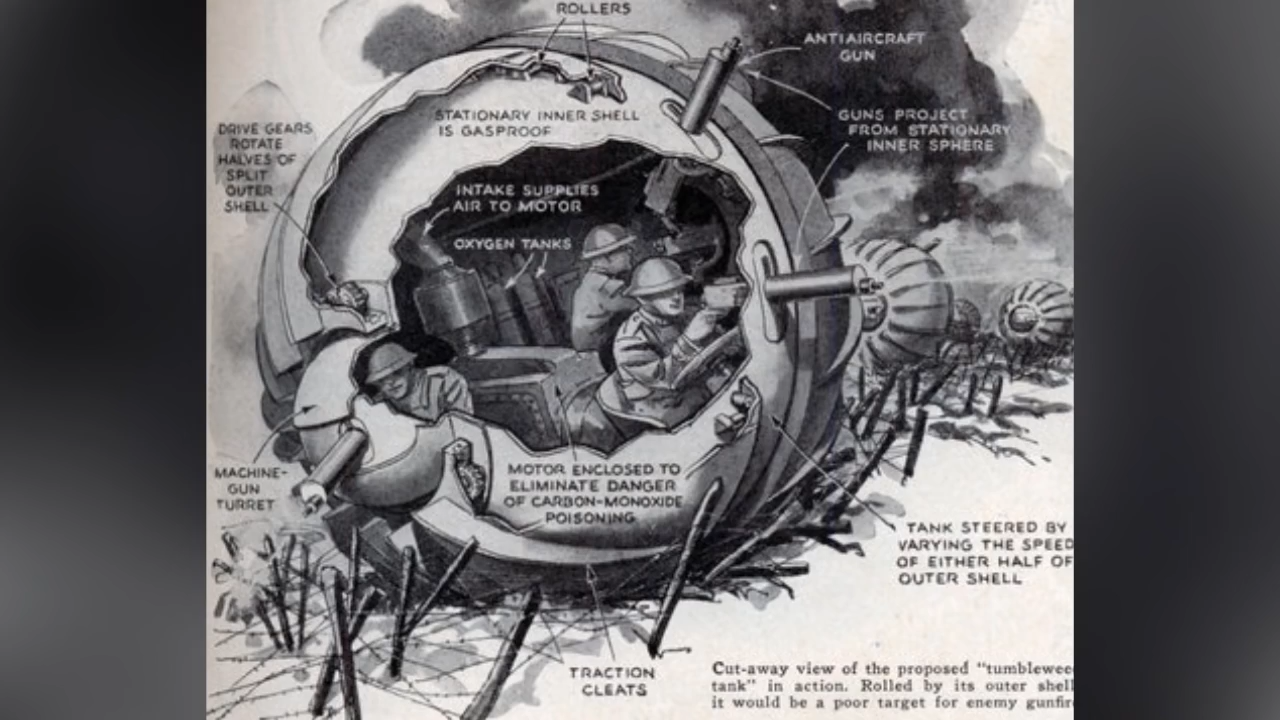 ROLLERS
ANTIAIRCRAFT
GUN
GUNS PROJECT
FROM STATIONARY
INNER SPHERE
STATIONARY INNER SHELL
IS GASPROOF
DRIVE GEARS
ROTATE
HALVES OF
SPLIT
OUTER
SHELL
INTAKE SUPPLIES
AIR TO MOTOR
OXYGEN TANKS
MACHINE-
GUN
TURRET
MOTOR ENCLOSED TO
ELIMINATE DANGER
OF CARBON-MONOXIDE
POISONING
TANK STEERED BY
VARYING THE SPEED
OF EITHER HALF OF
OUTER SHELL
TRACTION
CLEATS
Cut-away view of the proposed "tumblewee
tank" in action. Rolled by its outer shell
it would be a poor target for enemy gunfir